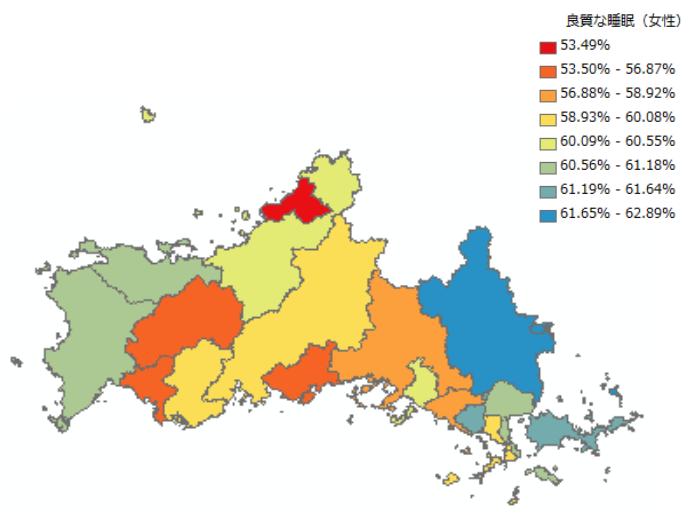 良質な睡眠（女性）
53.49%
53.50% - 56.87%
56.88% - 58.92%
58.93% - 60.08%
60.09% - 60.55%
60.56% - 61.18%
61.19% - 61.64%
61.65% - 62.89%